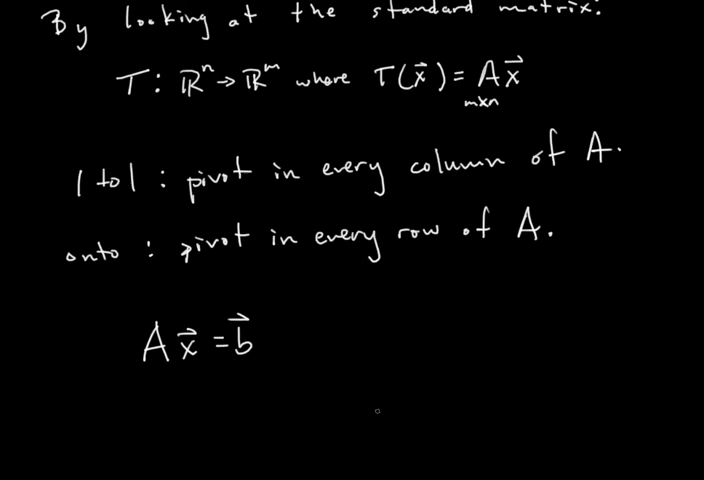 By looking at the standard matrix:
T: ℝⁿ → ℝᵐ where T(x⃗) = A x⃗
m×n
1 to 1 : pivot in every column of A.
onto : pivot in every row of A.
A x⃗ = b⃗